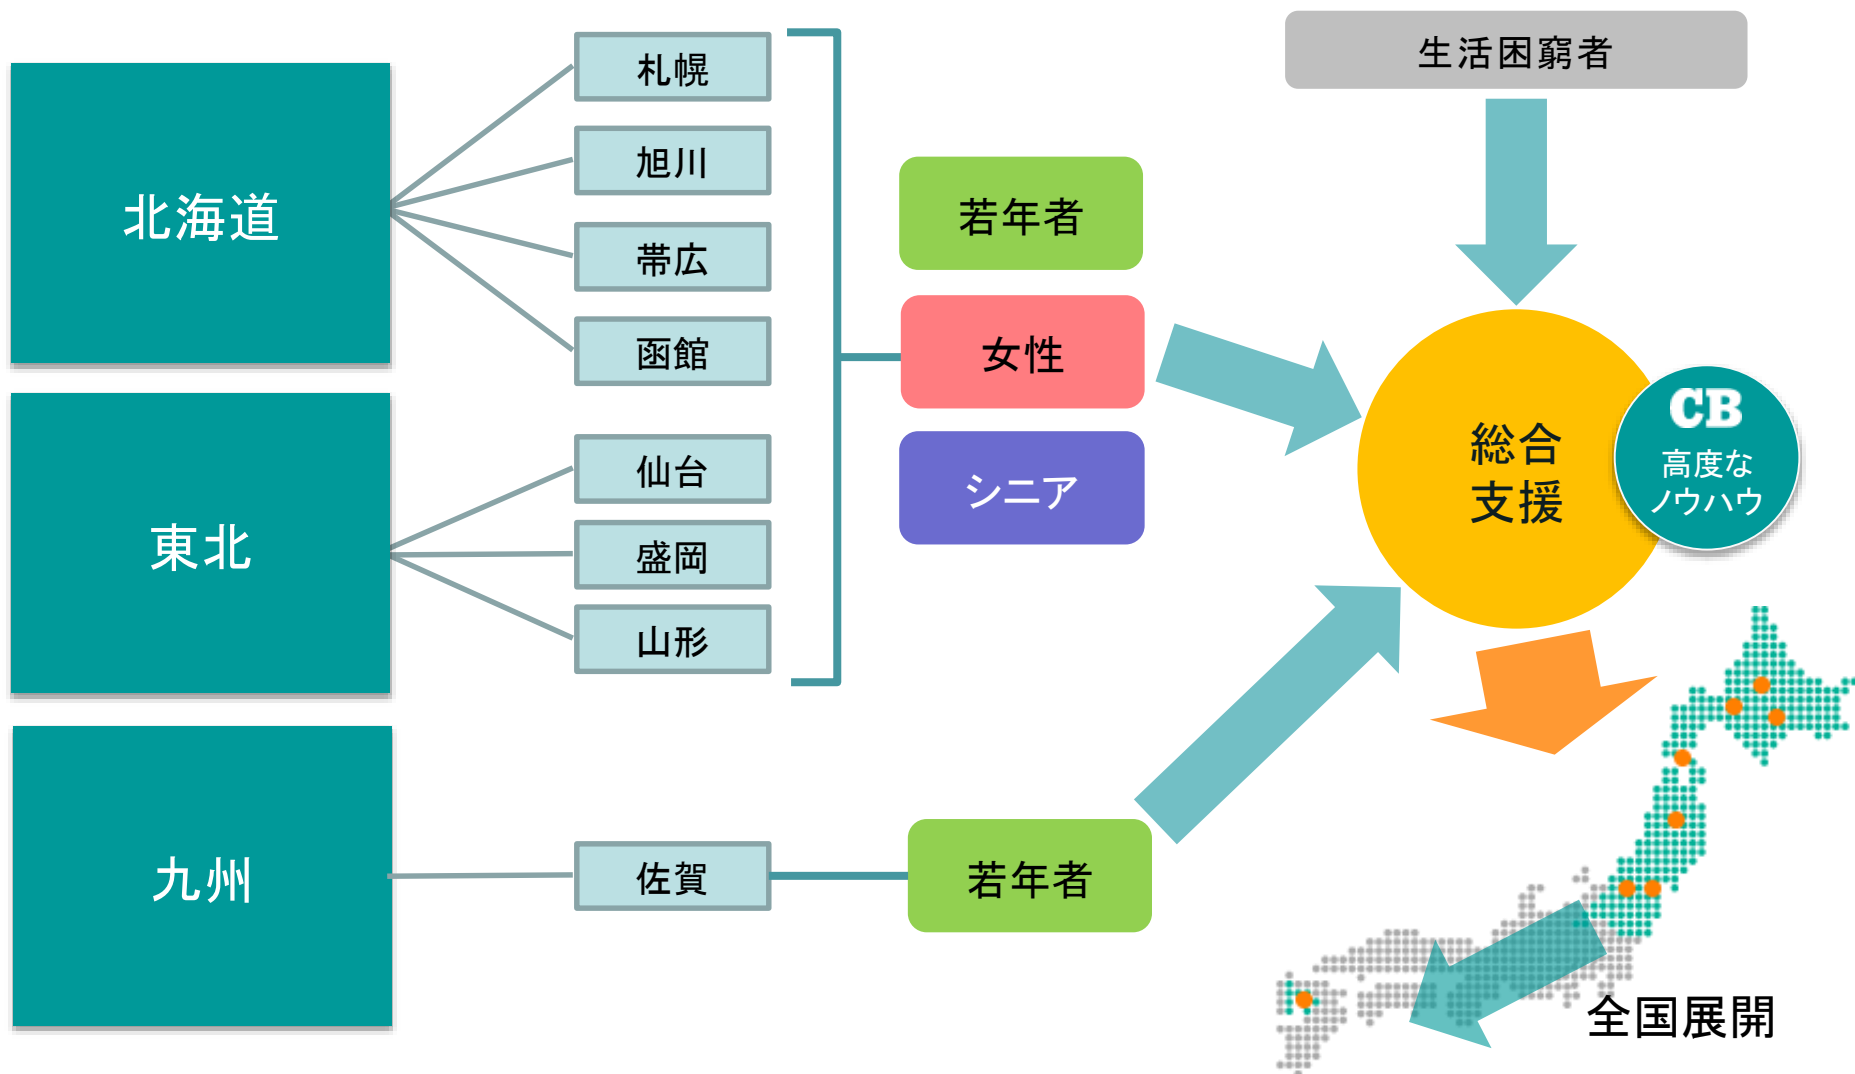 北海道
札幌
旭川
帯広
函館
東北
仙台
盛岡
山形
九州
佐賀
若年者
女性
シニア
若年者
生活困窮者
総合
支援
CB
高度な
ノウハウ
全国展開